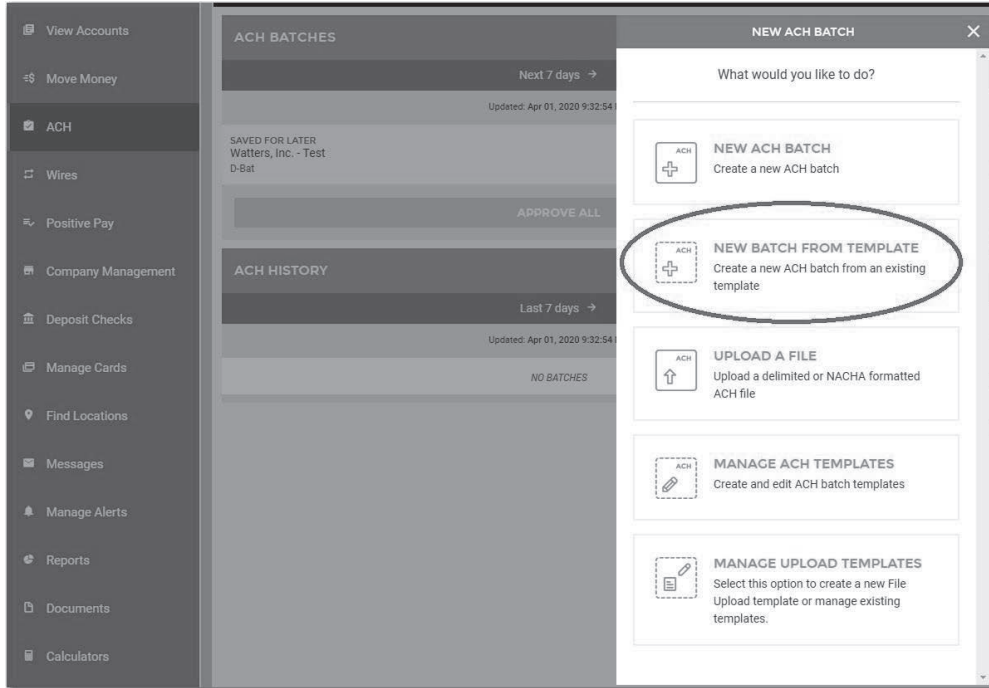 View Accounts
Move Money
ACH
Wires
Positive Pay
Company Management
Deposit Checks
Manage Cards
Find Locations
Messages
Manage Alerts
Reports
Documents
Calculators
ACH BATCHES
Next 7 days →
Updated: Apr 01, 2020 9:32:54
SAVED FOR LATER
Watters, Inc. - Test
D-Bat
APPROVE ALL
ACH HISTORY
Last 7 days →
Updated: Apr 01, 2020 9:32:54
NO BATCHES
NEW ACH BATCH
What would you like to do?
ACH
NEW ACH BATCH
Create a new ACH batch
ACH
NEW BATCH FROM TEMPLATE
Create a new ACH batch from an existing
template
ACH
UPLOAD A FILE
Upload a delimited or NACHA formatted
ACH file
ACH
MANAGE ACH TEMPLATES
Create and edit ACH batch templates
MANAGE UPLOAD TEMPLATES
Select this option to create a new File
Upload template or manage existing
templates.